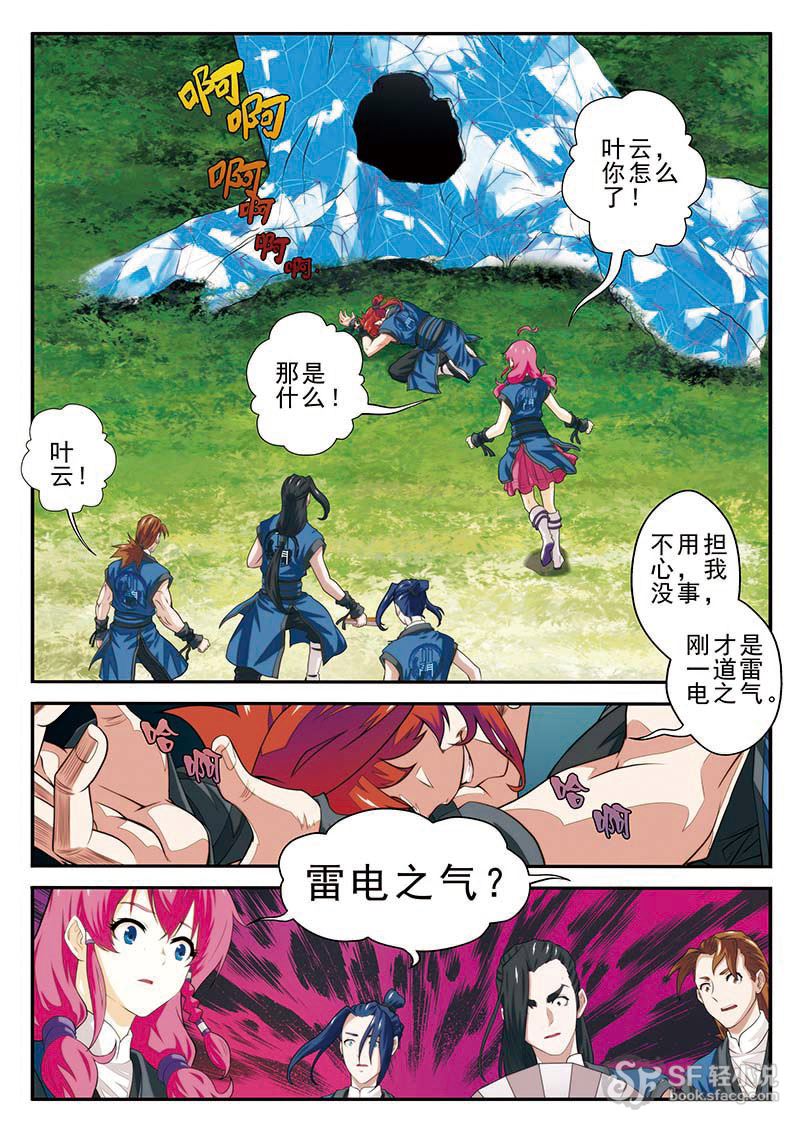 啊
啊
啊
啊
啊
啊
叶云，
你怎么
了！
那是
什么！
叶
云！
不用担
心，我
没事，
刚才是
一道雷
电之气。
哈
啊
哈
啊
雷电之气？
SF轻小说
book.sfacg.com